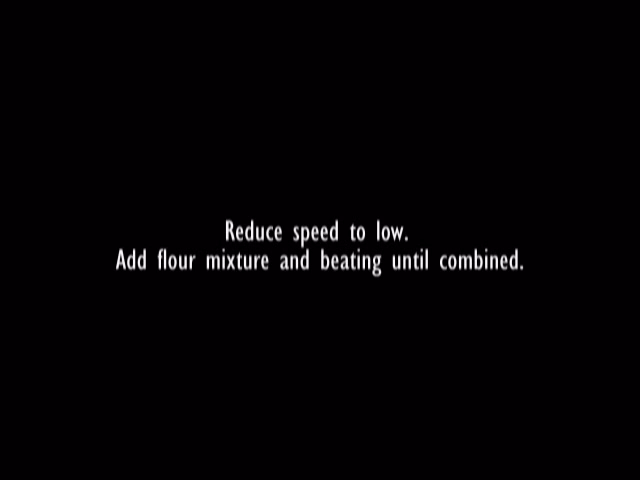 Reduce speed to low.
Add flour mixture and beating until combined.